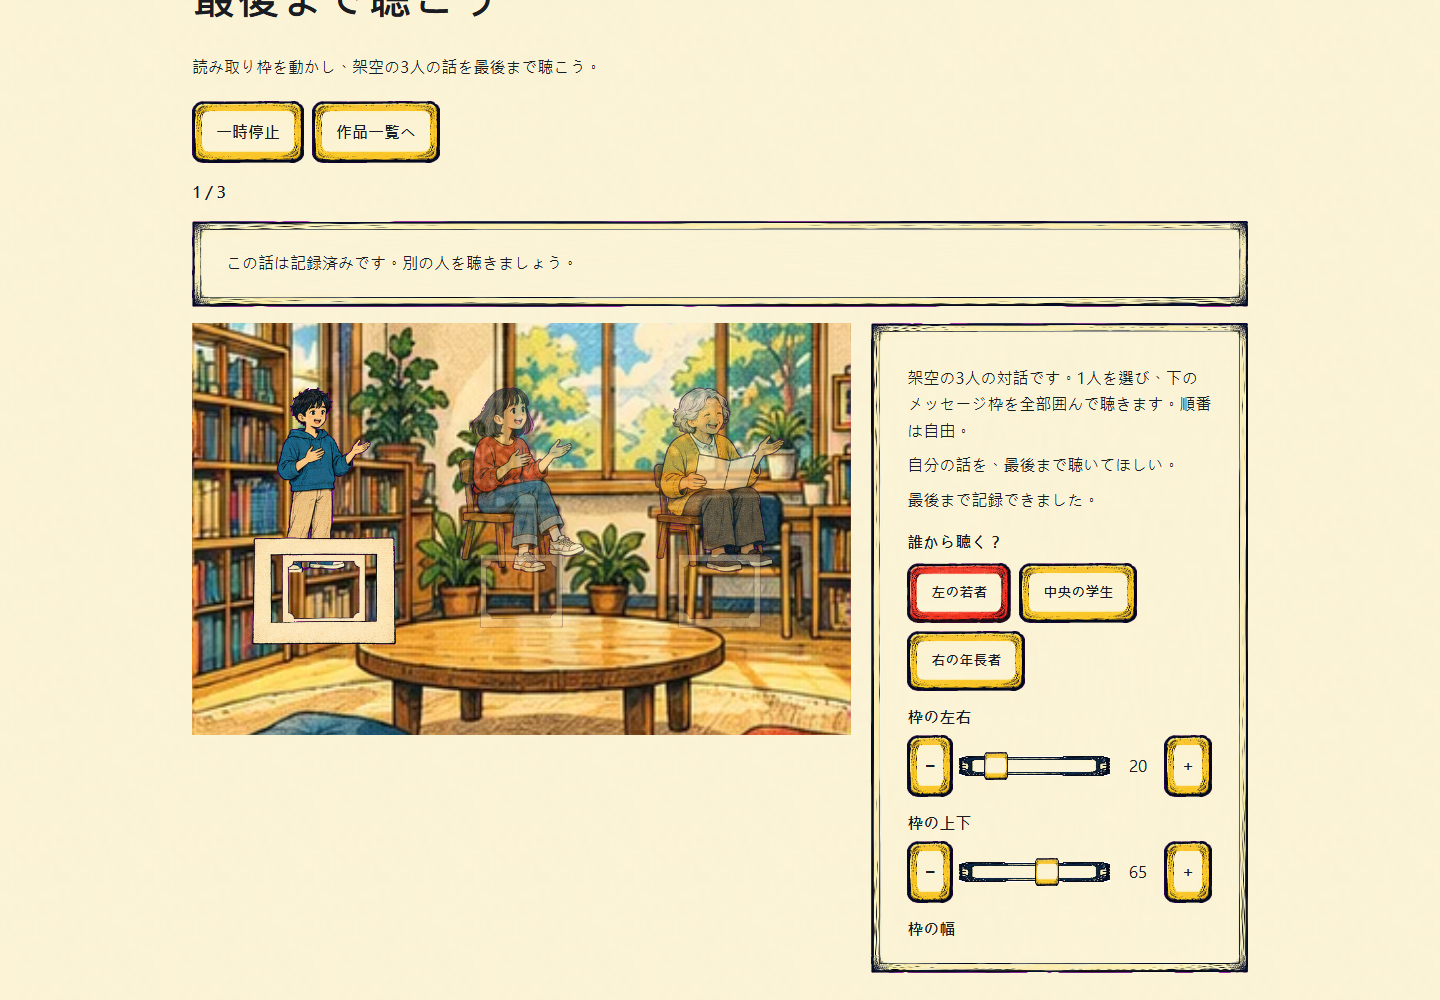 最後まで聴こう
読み取り枠を動かし、架空の3人の話を最後まで聴こう。
一時停止
作品一覧へ
1 / 3
この話は記録済みです。別の人を聴きましょう。
架空の3人の対話です。1人を選び、下の
メッセージ枠を全部囲んで聴きます。順番
は自由。
自分の話を、最後まで聴いてほしい。
最後まで記録できました。
誰から聴く？
左の若者
中央の学生
右の年長者
枠の左右
−
20
+
枠の上下
−
65
+
枠の幅